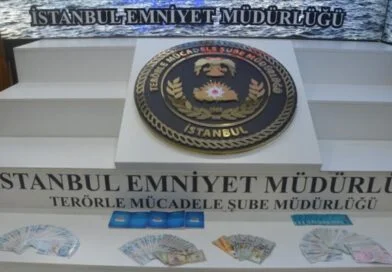 İSTANBUL EMNİYET MÜDÜRLÜĞÜ
TERÖRLE MÜCADELE ŞUBE MÜDÜRLÜĞÜ
İSTANBUL
İSTANBUL EMNİYET MÜDÜRLÜ
TERÖRLE MÜCADELE ŞUBE MÜDÜRLÜĞÜ